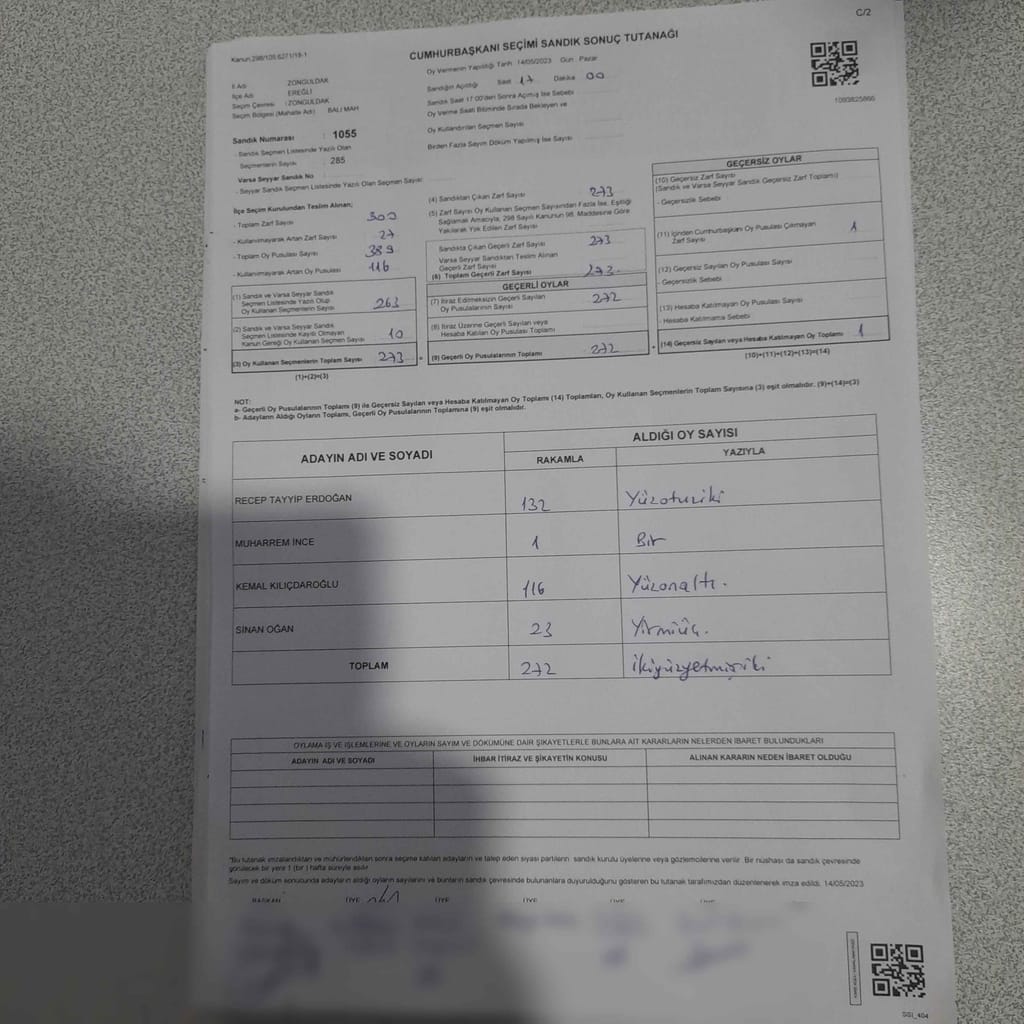 C/2
Kanun 298/105 6271/18-1
CUMHURBAŞKANI SEÇİMİ SANDIK SONUÇ TUTANAĞI
Oy Vermenin Yapıldığı Tarih 14/05/2023 Gün Pazar
İl Adı ZONGULDAK
İlçe Adı EREĞLİ
Seçim Çevresi : ZONGULDAK
Seçim Bölgesi (Mahalle Adı) BALI MAH
Sandığın Açıldığı Saat 17 Dakika 00
Sandık Saat 17.00'den Sonra Açılmış İse Sebebi
Oy Verme Saati Bitiminde Sırada Bekleyen ve
Oy Kullandırılan Seçmen Sayısı
Birden Fazla Sayım Döküm Yapılmış İse Sayısı
1093825866
Sandık Numarası : 1055
- Sandık Seçmen Listesinde Yazılı Olan
Seçmenlerin Sayısı : 285
Varsa Seyyar Sandık No
- Seyyar Sandık Seçmen Listesinde Yazılı Olan Seçmen Sayısı:
İlçe Seçim Kurulundan Teslim Alınan;
- Toplam Zarf Sayısı 300
- Kullanılmayarak Artan Zarf Sayısı 27
- Toplam Oy Pusulası Sayısı 389
- Kullanılmayarak Artan Oy Pusulası 116
(1) Sandık ve Varsa Seyyar Sandık
Seçmen Listesinde Yazılı Olup
Oy Kullanan Seçmenlerin Sayısı 263
(2) Sandık ve Varsa Seyyar Sandık
Seçmen Listesinde Kayıtlı Olmayan
Kanun Gereği Oy Kullanan Seçmen Sayısı 10
(3) Oy Kullanan Seçmenlerin Toplam Sayısı 273
(1)+(2)=(3)
(4) Sandıktan Çıkan Zarf Sayısı 273
(5) Zarf Sayısı Oy Kullanan Seçmen Sayısından Fazla İse, Eşitliği
Sağlamak Amacıyla, 298 Sayılı Kanunun 98. Maddesine Göre
Yakılarak Yok Edilen Zarf Sayısı
Sandıkta Çıkan Geçerli Zarf Sayısı 273
Varsa Seyyar Sandıktan Teslim Alınan
Geçerli Zarf Sayısı
(6) Toplam Geçerli Zarf Sayısı 273
GEÇERLİ OYLAR
(7) İtiraz Edilmeksizin Geçerli Sayılan
Oy Pusulalarının Sayısı 272
(8) İtiraz Üzerine Geçerli Sayılan veya
Hesaba Katılan Oy Pusulası Toplamı
(9) Geçerli Oy Pusulalarının Toplamı 272
GEÇERSİZ OYLAR
(10) Geçersiz Zarf Sayısı
(Sandık ve Varsa Seyyar Sandık Geçersiz Zarf Toplamı)
- Geçersizlik Sebebi
(11) İçinden Cumhurbaşkanı Oy Pusulası Çıkmayan
Zarf Sayısı 1
(12) Geçersiz Sayılan Oy Pusulası Sayısı
- Geçersizlik Sebebi
(13) Hesaba Katılmayan Oy Pusulası Sayısı
- Hesaba Katılmama Sebebi
(14) Geçersiz Sayılan veya Hesaba Katılmayan Oy Toplamı 1
(10)+(11)+(12)+(13)=(14)
NOT:
a- Geçerli Oy Pusulalarının Toplamı (9) ile Geçersiz Sayılan veya Hesaba Katılmayan Oy Toplamı (14) Toplamları, Oy Kullanan Seçmenlerin Toplam Sayısına (3) eşit olmalıdır. (9)+(14)=(3)
b- Adayların Aldığı Oyların Toplamı, Geçerli Oy Pusulalarının Toplamına (9) eşit olmalıdır.
ADAYIN ADI VE SOYADI
ALDIĞI OY SAYISI
RAKAMLA YAZIYLA
RECEP TAYYİP ERDOĞAN 132 Yüzotuziki
MUHARREM İNCE 1 Bir
KEMAL KILIÇDAROĞLU 116 Yüzonaltı.
SİNAN OĞAN 23 Yirmiüç.
TOPLAM 272 ikiyüzyetmişiki
OYLAMA İŞ VE İŞLEMLERİNE VE OYLARIN SAYIM VE DÖKÜMÜNE DAİR ŞİKAYETLERLE BUNLARA AİT KARARLARIN NELERDEN İBARET BULUNDUKLARI
ADAYIN ADI VE SOYADI İHBAR İTİRAZ VE ŞİKAYETİN KONUSU ALINAN KARARIN NEDEN İBARET OLDUĞU
"Bu tutanak imzalandıktan ve mühürlendikten sonra seçime katılan adayların ve talep eden siyasi partilerin sandık kurulu üyelerine veya gözlemcilerine verilir. Bir nüshası da sandık çevresinde
görülecek bir yere 1 (bir) hafta süreyle asılır.
Sayım ve döküm sonucunda adayların aldığı oyların sayılarını ve bunların sandık çevresinde bulunanlara duyurulduğunu gösteren bu tutanak tarafımızdan düzenlenerek imza edildi. 14/05/2023
BAŞKAN ÜYE ÜYE ÜYE ÜYE ÜYE
SSI_404